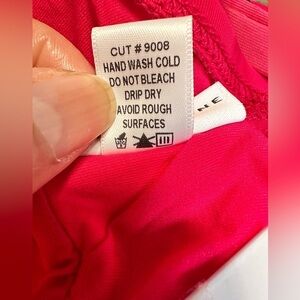 CUT # 9008
HAND WASH COLD
DO NOT BLEACH
DRIP DRY
AVOID ROUGH
SURFACES